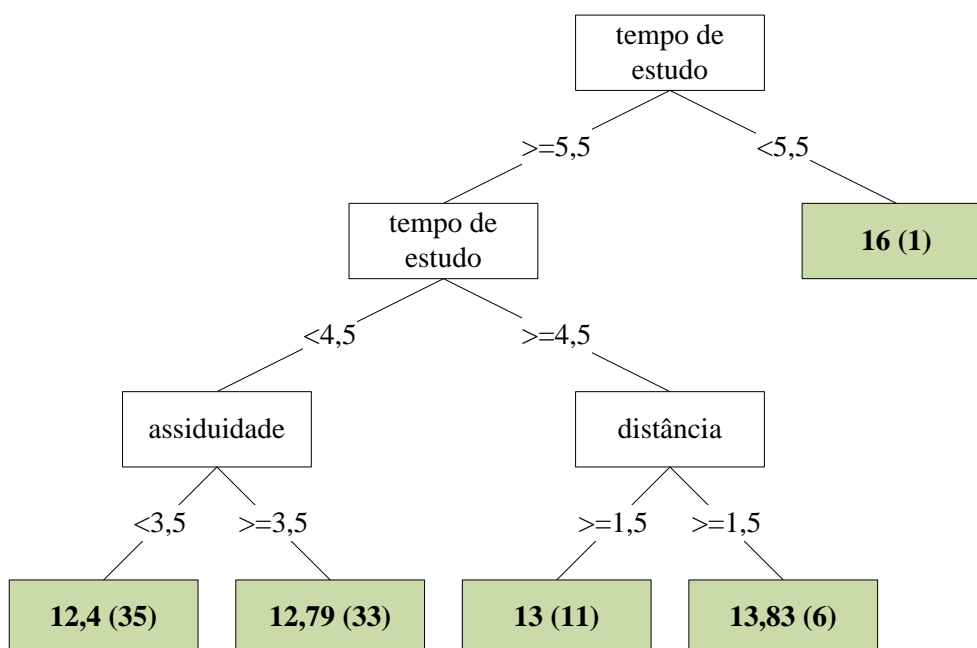 tempo de
estudo
>=5,5
<5,5
tempo de
estudo
16 (1)
<4,5
>=4,5
assiduidade
distância
<3,5
>=3,5
>=1,5
>=1,5
12,4 (35)
12,79 (33)
13 (11)
13,83 (6)